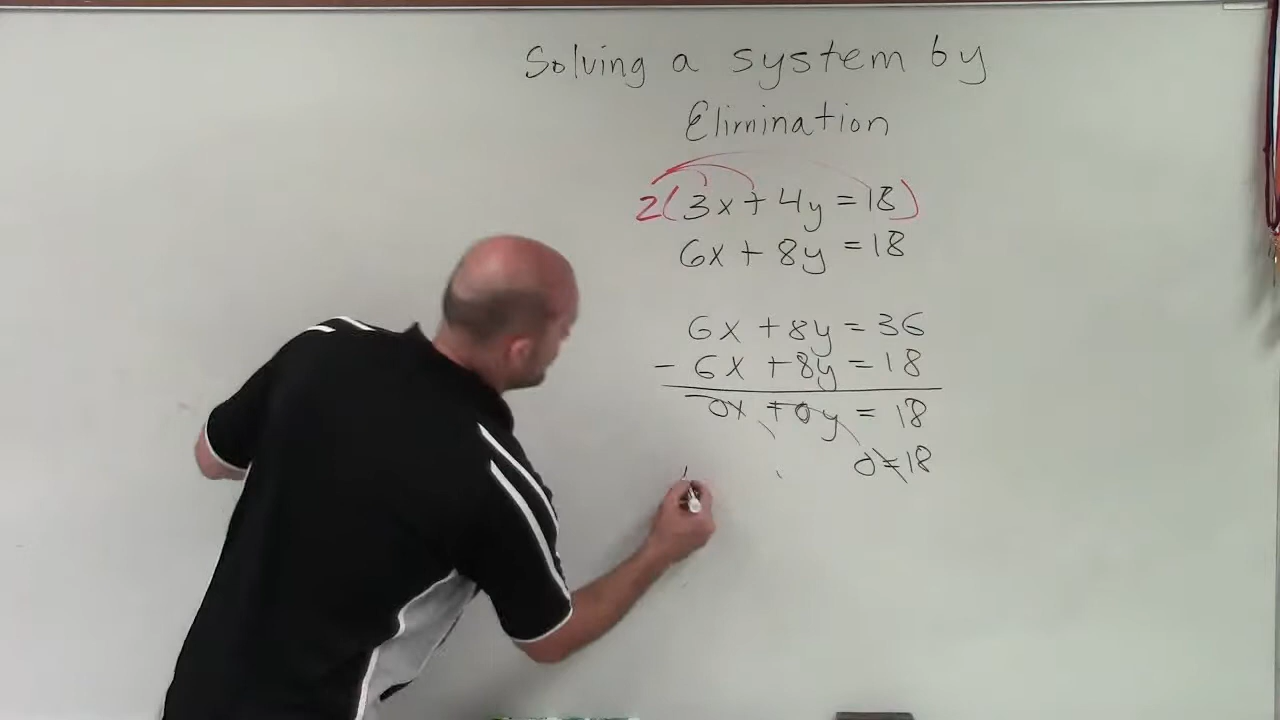 Solving a system by
Elimination
2(3x+4y=18)
6x+8y=18
6x+8y=36
-6x+8y=18
0x+0y=18
0≠18